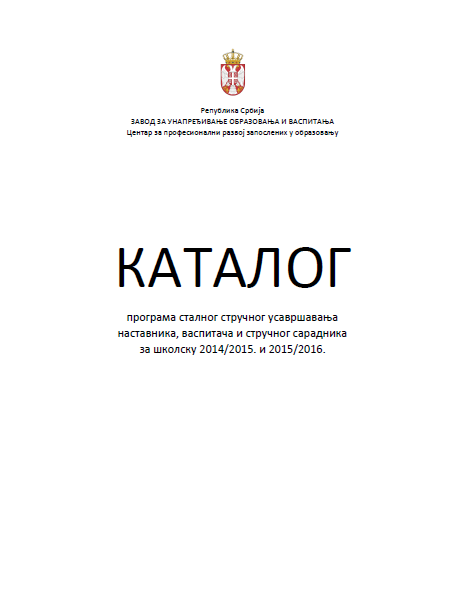 Република Србија
ЗАВОД ЗА УНАПРЕЂИВАЊЕ ОБРАЗОВАЊА И ВАСПИТАЊА
Центар за професионални развој запослених у образовању
КАТАЛОГ
програма сталног стручног усавршавања
наставника, васпитача и стручног сарадника
за школску 2014/2015. и 2015/2016.